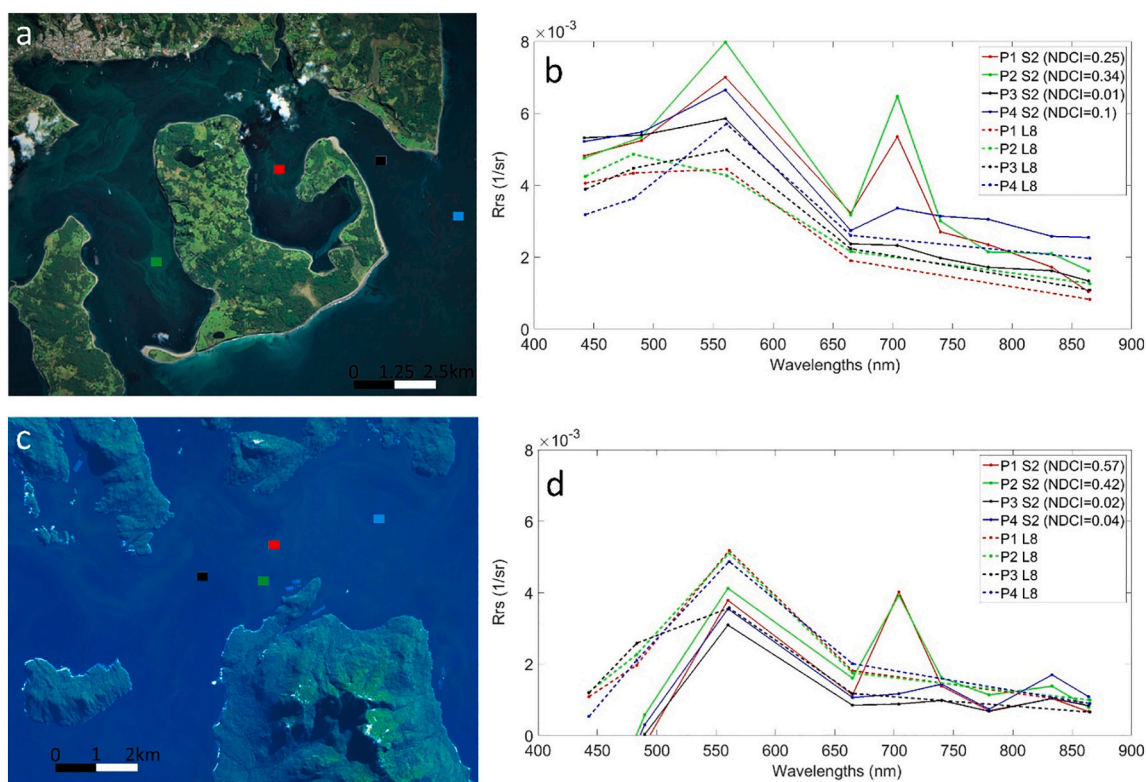 a
0 1.25 2.5km
b
×10⁻³
8
6
4
2
0
Rrs (1/sr)
400 450 500 550 600 650 700 750 800 850 900
Wavelengths (nm)
P1 S2 (NDCI=0.25)
P2 S2 (NDCI=0.34)
P3 S2 (NDCI=0.01)
P4 S2 (NDCI=0.1)
P1 L8
P2 L8
P3 L8
P4 L8
c
0 1 2km
d
×10⁻³
8
6
4
2
0
Rrs (1/sr)
400 450 500 550 600 650 700 750 800 850 900
Wavelengths (nm)
P1 S2 (NDCI=0.57)
P2 S2 (NDCI=0.42)
P3 S2 (NDCI=0.02)
P4 S2 (NDCI=0.04)
P1 L8
P2 L8
P3 L8
P4 L8